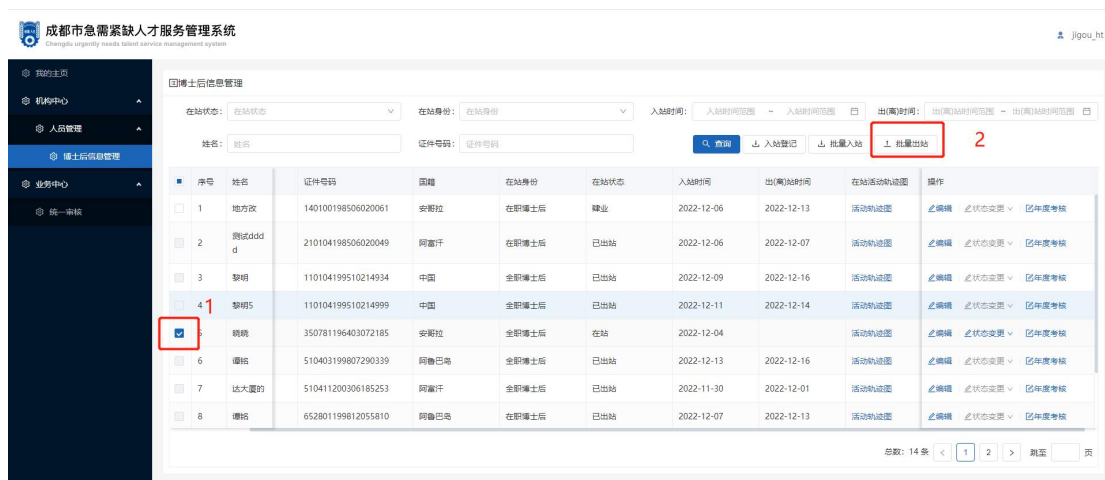 成都市急需紧缺人才服务管理系统
Chengdu urgently needs talent service management system
jigou_ht
我的主页
机构中心
人员管理
博士后信息管理
业务中心
统一审核
博士后信息管理
在站状态: 在站状态 在站身份: 在站身份 入站时间: 入站时间范围 ~ 入站时间范围 出(离)时间: 出(离)站时间范围 ~ 出(离)站时间范围
姓名: 姓名 证件号码: 证件号码 查询 入站登记 批量入站 批量出站 2
序号 姓名 证件号码 国籍 在站身份 在站状态 入站时间 出(离)站时间 在站活动轨迹图 操作
1 地方改 140100198506020061 安哥拉 在职博士后 肄业 2022-12-06 2022-12-13 活动轨迹图 编辑 状态变更 年度考核
2 测试ddd
d 210104198506020049 阿富汗 在职博士后 已出站 2022-12-06 2022-12-07 活动轨迹图 编辑 状态变更 年度考核
3 黎明 110104199510214934 中国 全职博士后 已出站 2022-12-09 2022-12-16 活动轨迹图 编辑 状态变更 年度考核
4 1 黎明5 110104199510214999 中国 全职博士后 已出站 2022-12-11 2022-12-14 活动轨迹图 编辑 状态变更 年度考核
5 晓晓 350781196403072185 安哥拉 全职博士后 在站 2022-12-04 活动轨迹图 编辑 状态变更 年度考核
6 谭铭 510403199807290339 阿鲁巴岛 全职博士后 已出站 2022-12-13 2022-12-16 活动轨迹图 编辑 状态变更 年度考核
7 达大厦的 510411200306185253 阿富汗 全职博士后 已出站 2022-11-30 2022-12-01 活动轨迹图 编辑 状态变更 年度考核
8 谭铭 652801199812055810 阿鲁巴岛 在职博士后 已出站 2022-12-07 2022-12-13 活动轨迹图 编辑 状态变更 年度考核
总数: 14 条 < 1 2 > 跳至 页